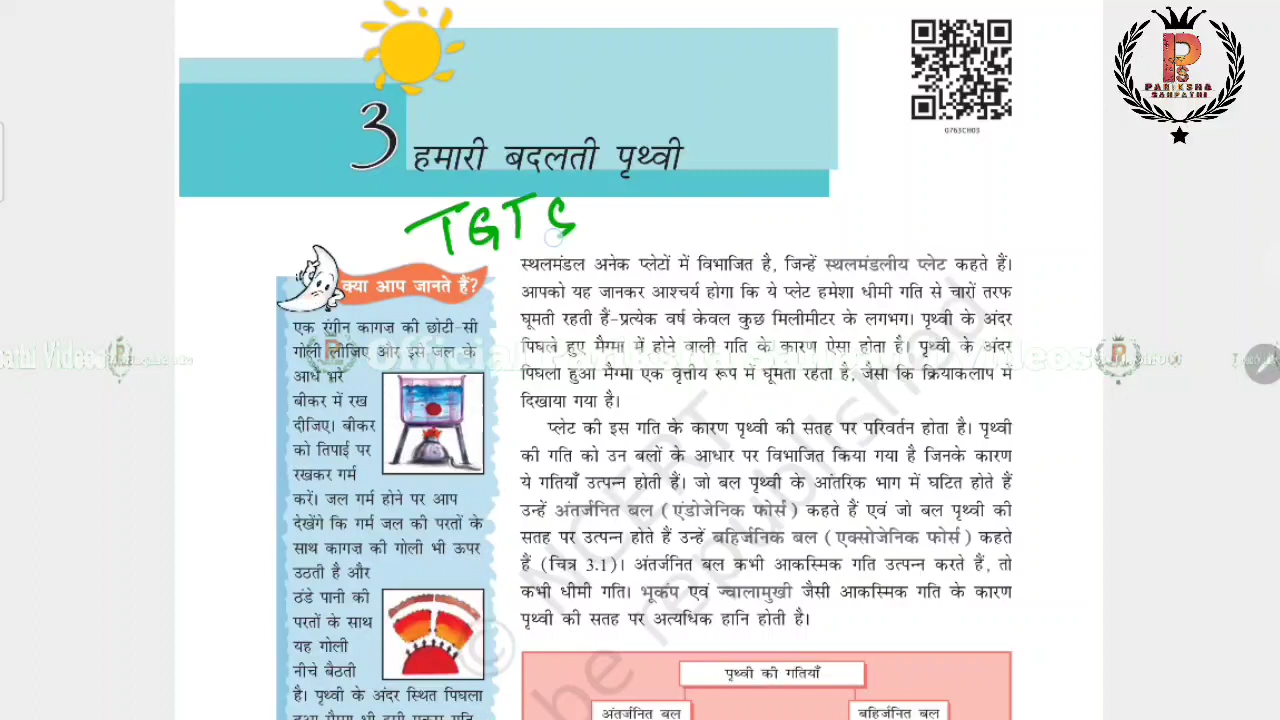 3 हमारी बदलती पृथ्वी
0763CH03
PARIKSHA
SARPATHI
TGTS
क्या आप जानते हैं?
एक रंगीन कागज़ की छोटी-सी
गोली लीजिए और इसे जल के
आधे भरे
बीकर में रख
दीजिए। बीकर
को तिपाई पर
रखकर गर्म
करें। जल गर्म होने पर आप
देखेंगे कि गर्म जल की परतों के
साथ कागज़ की गोली भी ऊपर
उठती है और
ठंडे पानी की
परतों के साथ
यह गोली
नीचे बैठती
है। पृथ्वी के अंदर स्थित पिघला
स्थलमंडल अनेक प्लेटों में विभाजित है, जिन्हें स्थलमंडलीय प्लेट कहते हैं।
आपको यह जानकर आश्चर्य होगा कि ये प्लेट हमेशा धीमी गति से चारों तरफ
घूमती रहती हैं–प्रत्येक वर्ष केवल कुछ मिलीमीटर के लगभग। पृथ्वी के अंदर
पिघले हुए मैग्मा में होने वाली गति के कारण ऐसा होता है। पृथ्वी के अंदर
पिघला हुआ मैग्मा एक वृत्तीय रूप में घूमता रहता है, जैसा कि क्रियाकलाप में
दिखाया गया है।
प्लेट की इस गति के कारण पृथ्वी की सतह पर परिवर्तन होता है। पृथ्वी
की गति को उन बलों के आधार पर विभाजित किया गया है जिनके कारण
ये गतियाँ उत्पन्न होती हैं। जो बल पृथ्वी के आंतरिक भाग में घटित होते हैं
उन्हें अंतर्जनित बल (एंडोजेनिक फोर्स) कहते हैं एवं जो बल पृथ्वी की
सतह पर उत्पन्न होते हैं उन्हें बहिर्जनिक बल (एक्सोजेनिक फोर्स) कहते
हैं (चित्र 3.1)। अंतर्जनित बल कभी आकस्मिक गति उत्पन्न करते हैं, तो
कभी धीमी गति। भूकंप एवं ज्वालामुखी जैसी आकस्मिक गति के कारण
पृथ्वी की सतह पर अत्यधिक हानि होती है।
पृथ्वी की गतियाँ
अंतर्जनित बल
बहिर्जनित बल
© NCERT
be republished